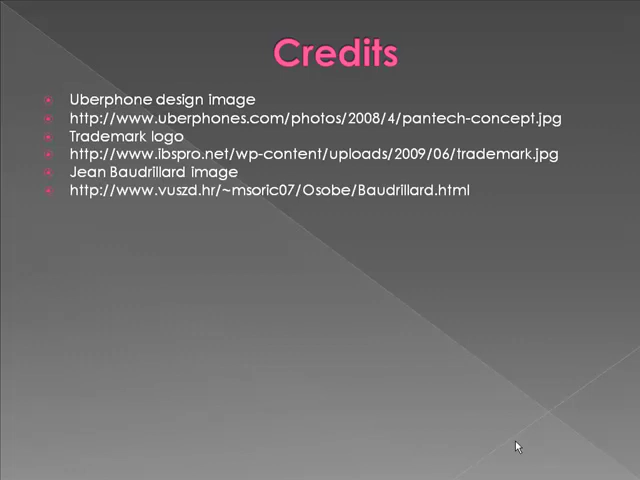 Credits
Uberphone design image
http://www.uberphones.com/photos/2008/4/pantech-concept.jpg
Trademark logo
http://www.ibspro.net/wp-content/uploads/2009/06/trademark.jpg
Jean Baudrillard image
http://www.vuszd.hr/~msoric07/Osobe/Baudrillard.html